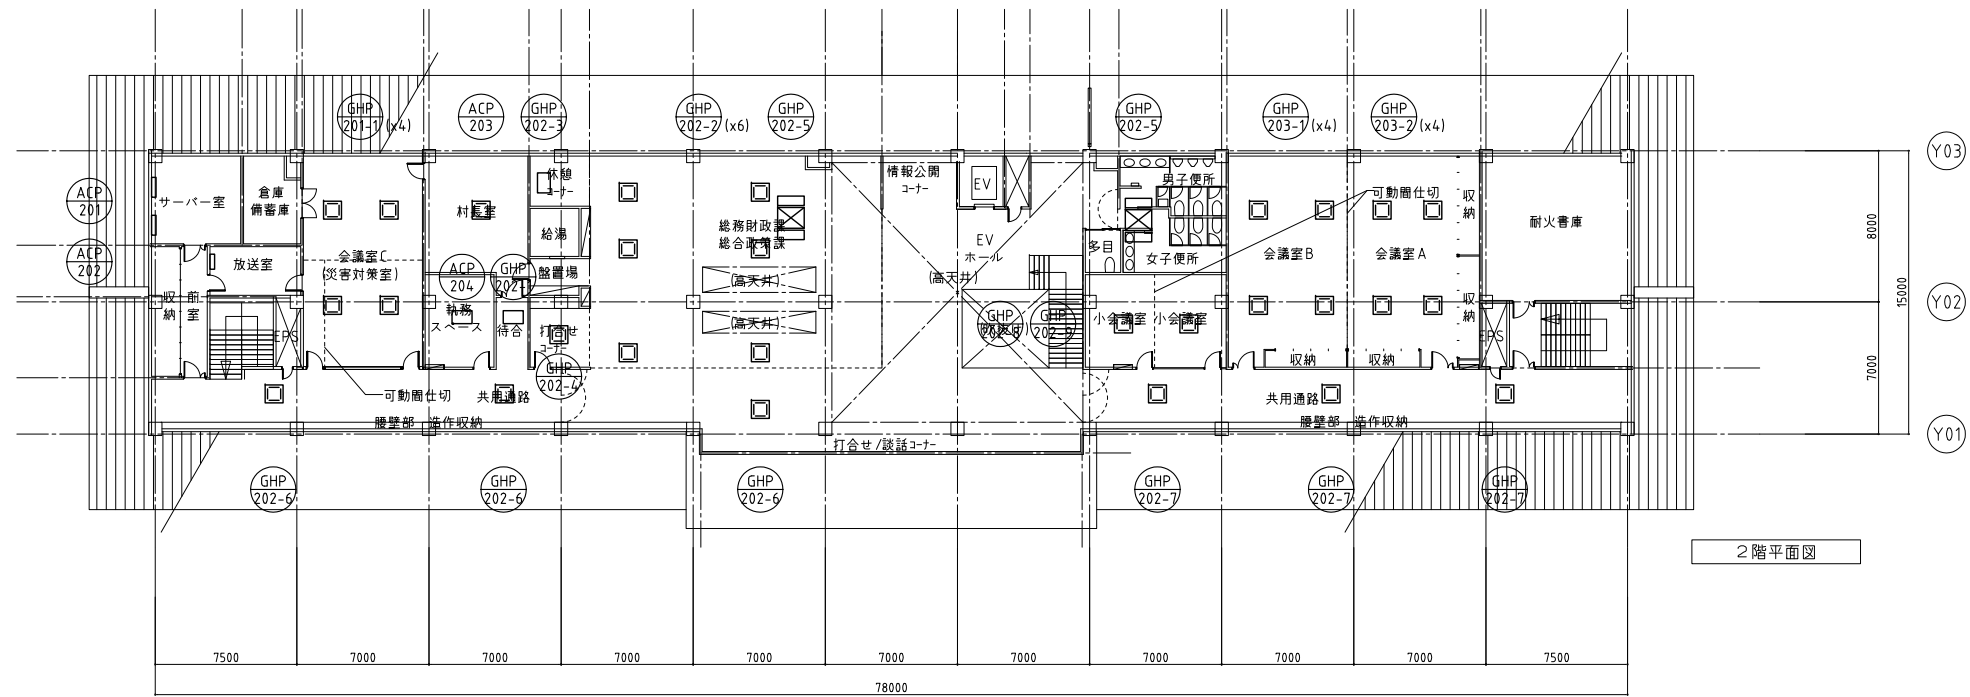 GHP
201-1 (x4)
ACP
203
GHP
202-3
GHP
202-2 (x6)
GHP
202-5
GHP
202-5
GHP
203-1 (x4)
GHP
203-2 (x4)
Y03
ACP
201
サーバー室
倉庫
備蓄庫
村長室
休憩
コーナー
給湯
盤置場
総務財政課
総合政策課
情報公開
コーナー
EV
EV
ホール
(高天井)
男子便所
多目
女子便所
可動間仕切
会議室B
会議室A
収納
収納
耐火書庫
8000
ACP
202
放送室
会議室C
(災害対策室)
ACP
204
GHP
202-1
(高天井)
(高天井)
収納
前室
EPS
執務
スペース
待合
打合せ
コーナー
GHP
202-8
GHP
202-9
小会議室
小会議室
EPS
収納
収納
Y02
15000
7000
GHP
202-4
可動間仕切
共用通路
共用通路
腰壁部 造作収納
腰壁部 造作収納
打合せ/談話コーナー
Y01
GHP
202-6
GHP
202-6
GHP
202-6
GHP
202-7
GHP
202-7
GHP
202-7
2階平面図
7500
7000
7000
7000
7000
7000
7000
7000
7000
7000
7500
78000